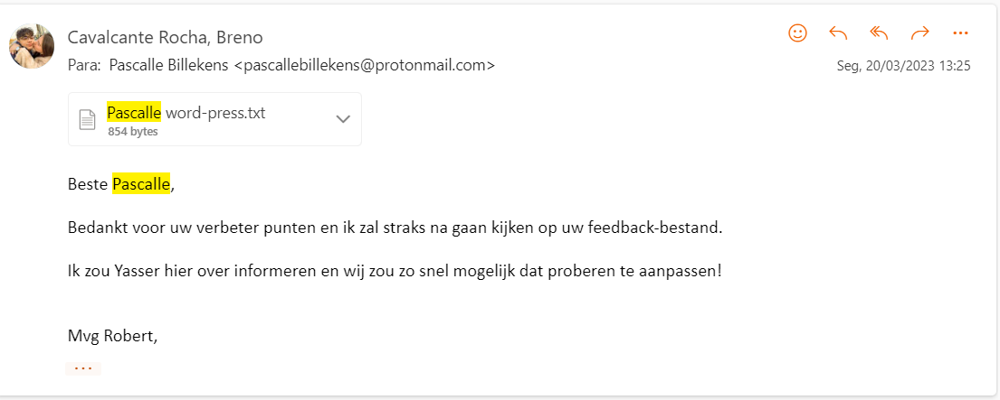 Cavalcante Rocha, Breno
Para: Pascalle Billekens <pascallebillekens@protonmail.com>
Seg, 20/03/2023 13:25
Pascalle word-press.txt
854 bytes
Beste Pascalle,
Bedankt voor uw verbeter punten en ik zal straks na gaan kijken op uw feedback-bestand.
Ik zou Yasser hier over informeren en wij zou zo snel mogelijk dat proberen te aanpassen!
Mvg Robert,